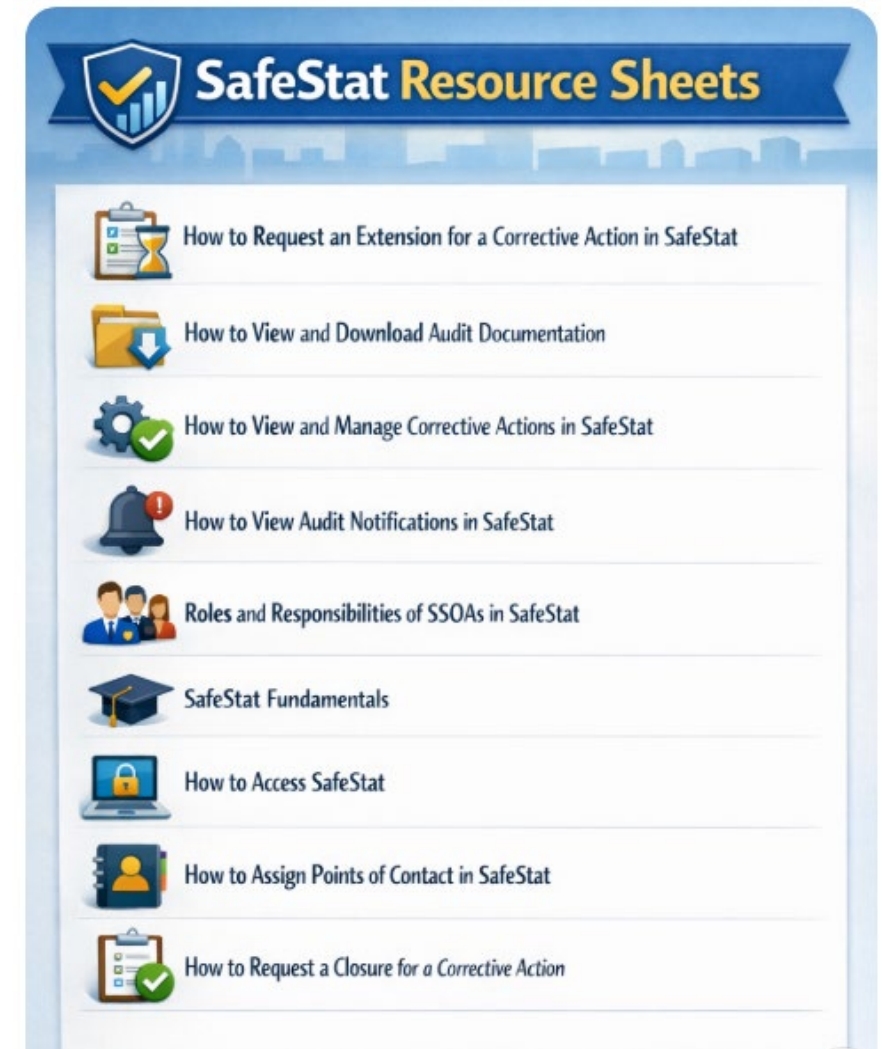 SafeStat Resource Sheets
How to Request an Extension for a Corrective Action in SafeStat
How to View and Download Audit Documentation
How to View and Manage Corrective Actions in SafeStat
How to View Audit Notifications in SafeStat
Roles and Responsibilities of SSOAs in SafeStat
SafeStat Fundamentals
How to Access SafeStat
How to Assign Points of Contact in SafeStat
How to Request a Closure for a Corrective Action